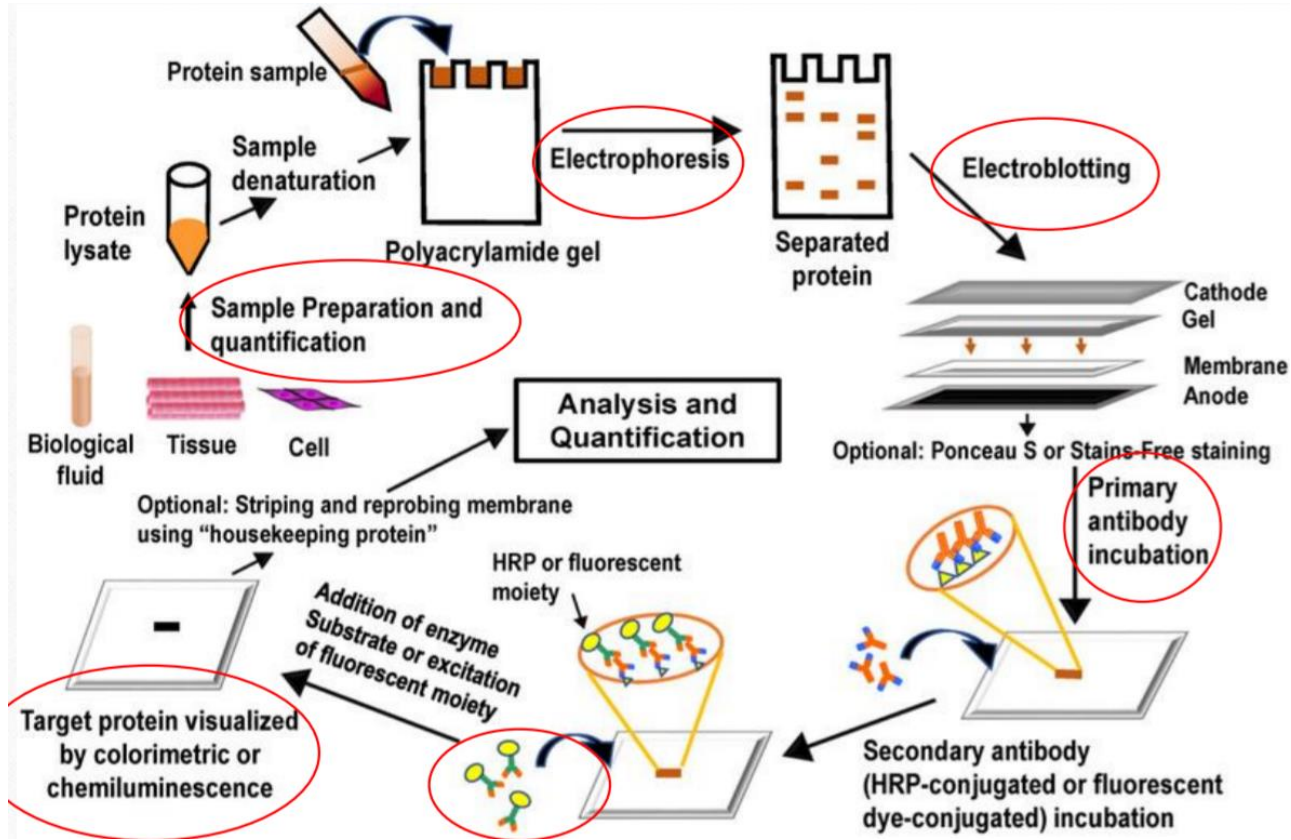 Protein sample
Sample
denaturation
Protein
lysate
Polyacrylamide gel
Electrophoresis
Separated
protein
Electroblotting
Cathode
Gel
Membrane
Anode
Optional: Ponceau S or Stains-Free staining
Primary
antibody
incubation
Secondary antibody
(HRP-conjugated or fluorescent
dye-conjugated) incubation
HRP or fluorescent
moiety
Addition of enzyme
Substrate or excitation
of fluorescent moiety
Target protein visualized
by colorimetric or
chemiluminescence
Optional: Striping and reprobing membrane
using “housekeeping protein”
Analysis and
Quantification
Sample Preparation and
quantification
Biological
fluid
Tissue
Cell